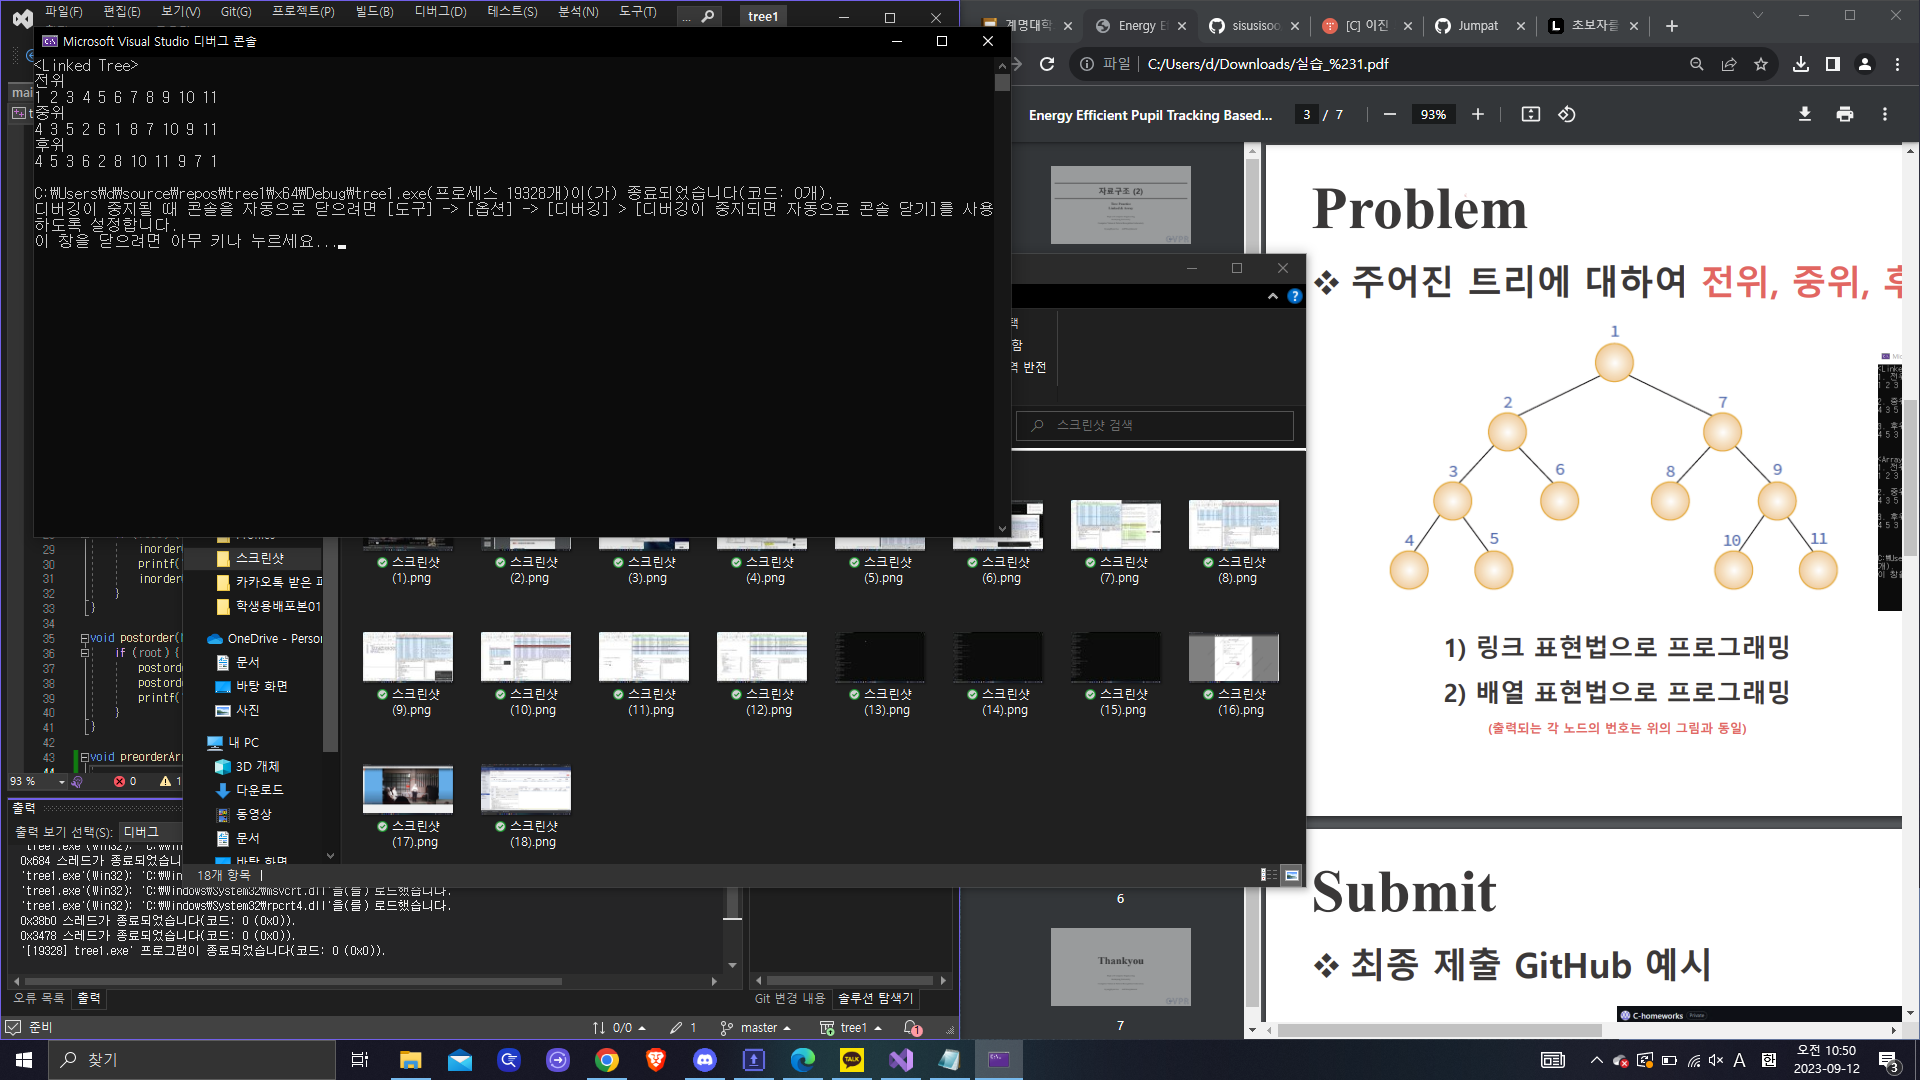 파일(F) 편집(E) 보기(V) Git(G) 프로젝트(P) 빌드(B) 디버그(D) 테스트(S) 분석(N) 도구(T) ... tree1
Microsoft Visual Studio 디버그 콘솔
<Linked Tree>
전위
1 2 3 4 5 6 7 8 9 10 11
중위
4 3 5 2 6 1 8 7 10 9 11
후위
4 5 3 6 2 8 10 11 9 7 1
C:₩Users₩d₩source₩repos₩tree1₩x64₩Debug₩tree1.exe(프로세스 19328개)이(가) 종료되었습니다(코드: 0개).
디버깅이 중지될 때 콘솔을 자동으로 닫으려면 [도구] -> [옵션] -> [디버깅] > [디버깅이 중지되면 자동으로 콘솔 닫기]를 사용
하도록 설정합니다.
이 창을 닫으려면 아무 키나 누르세요...
계명대학 Energy Ef sisusisoo [C] 이진 Jumpat 초보자를
파일 C:/Users/d/Downloads/실습_%231.pdf
Energy Efficient Pupil Tracking Based... 3 / 7 93%
자료구조 (2)
Problem
❖ 주어진 트리에 대하여 전위, 중위, 후
1
2 7
3 6 8 9
4 5 10 11
1) 링크 표현법으로 프로그래밍
2) 배열 표현법으로 프로그래밍
(출력되는 각 노드의 번호는 위의 그림과 동일)
Submit
❖ 최종 제출 GitHub 예시
C-homeworks Private
6
Thankyou
7
택
함
역 반전
스크린샷 검색
스크린샷 (1).png
스크린샷 (2).png
스크린샷 (3).png
스크린샷 (4).png
스크린샷 (5).png
스크린샷 (6).png
스크린샷 (7).png
스크린샷 (8).png
스크린샷 (9).png
스크린샷 (10).png
스크린샷 (11).png
스크린샷 (12).png
스크린샷 (13).png
스크린샷 (14).png
스크린샷 (15).png
스크린샷 (16).png
스크린샷 (17).png
스크린샷 (18).png
스크린샷
카카오톡 받은 파
학생용배포본01
OneDrive - Person
문서
바탕 화면
사진
내 PC
3D 개체
다운로드
동영상
문서
바탕 화면
18개 항목
29 inorder
30 printf(
31 inorder
32 }
33 }
34
35 void postorder(
36 if (root) {
37 postorde
38 postorde
39 printf(
40 }
41 }
42
43 void preorderArr
44
93 % 0 1
출력
출력 보기 선택(S): 디버그
'tree1.exe'(Win32): 'C:₩Win
0x684 스레드가 종료되었습니
'tree1.exe'(Win32): 'C:₩Win
'tree1.exe'(Win32): 'C:₩Windows₩System32₩msvcrt.dll'을(를) 로드했습니다.
'tree1.exe'(Win32): 'C:₩Windows₩System32₩rpcrt4.dll'을(를) 로드했습니다.
0x38b0 스레드가 종료되었습니다(코드: 0 (0x0)).
0x3478 스레드가 종료되었습니다(코드: 0 (0x0)).
'[19328] tree1.exe' 프로그램이 종료되었습니다(코드: 0 (0x0)).
오류 목록 출력 Git 변경 내용 솔루션 탐색기
준비 0/0 1 master tree1 1
찾기
TALK
A 오전 10:50
2023-09-12 3